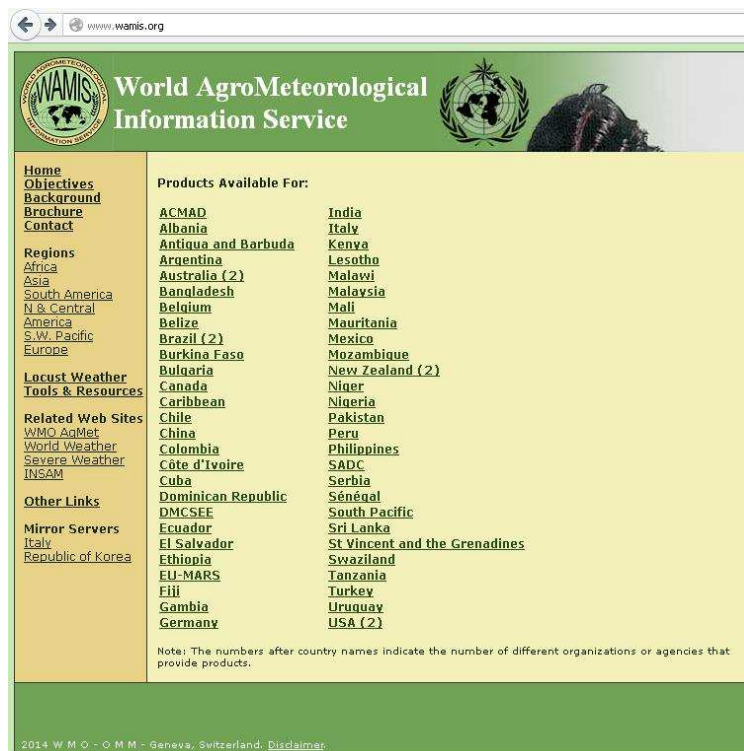 www.wamis.org
WORLD AGROMETEOROLOGICAL
WAMIS
INFORMATION SERVICE
World AgroMeteorological
Information Service
Home
Objectives
Background
Brochure
Contact
Regions
Africa
Asia
South America
N & Central
America
S.W. Pacific
Europe
Locust Weather
Tools & Resources
Related Web Sites
WMO AgMet
World Weather
Severe Weather
INSAM
Other Links
Mirror Servers
Italy
Republic of Korea
Products Available For:
ACMAD
Albania
Antigua and Barbuda
Argentina
Australia (2)
Bangladesh
Belgium
Belize
Brazil (2)
Burkina Faso
Bulgaria
Canada
Caribbean
Chile
China
Colombia
Côte d'Ivoire
Cuba
Dominican Republic
DMCSEE
Ecuador
El Salvador
Ethiopia
EU-MARS
Fiji
Gambia
Germany
India
Italy
Kenya
Lesotho
Malawi
Malaysia
Mali
Mauritania
Mexico
Mozambique
New Zealand (2)
Niger
Nigeria
Pakistan
Peru
Philippines
SADC
Serbia
Sénégal
South Pacific
Sri Lanka
St Vincent and the Grenadines
Swaziland
Tanzania
Turkey
Uruguay
USA (2)
Note: The numbers after country names indicate the number of different organizations or agencies that
provide products.
2014 W M O - O M M - Geneva, Switzerland. Disclaimer.